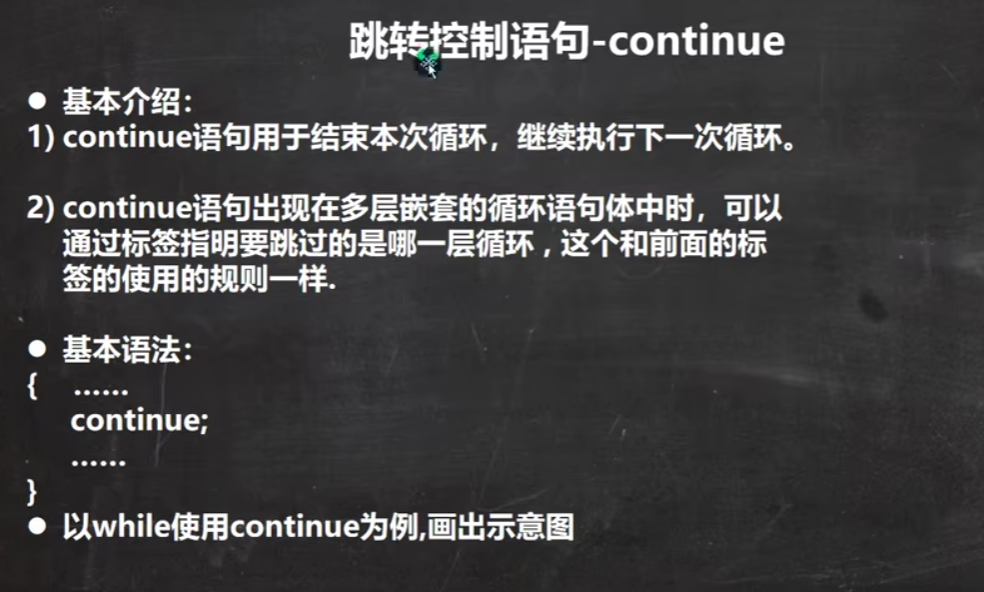 跳转控制语句-continue
● 基本介绍：
1) continue语句用于结束本次循环，继续执行下一次循环。
2) continue语句出现在多层嵌套的循环语句体中时，可以
通过标签指明要跳过的是哪一层循环 , 这个和前面的标
签的使用的规则一样.
● 基本语法：
{ ……
continue;
……
}
● 以while使用continue为例,画出示意图